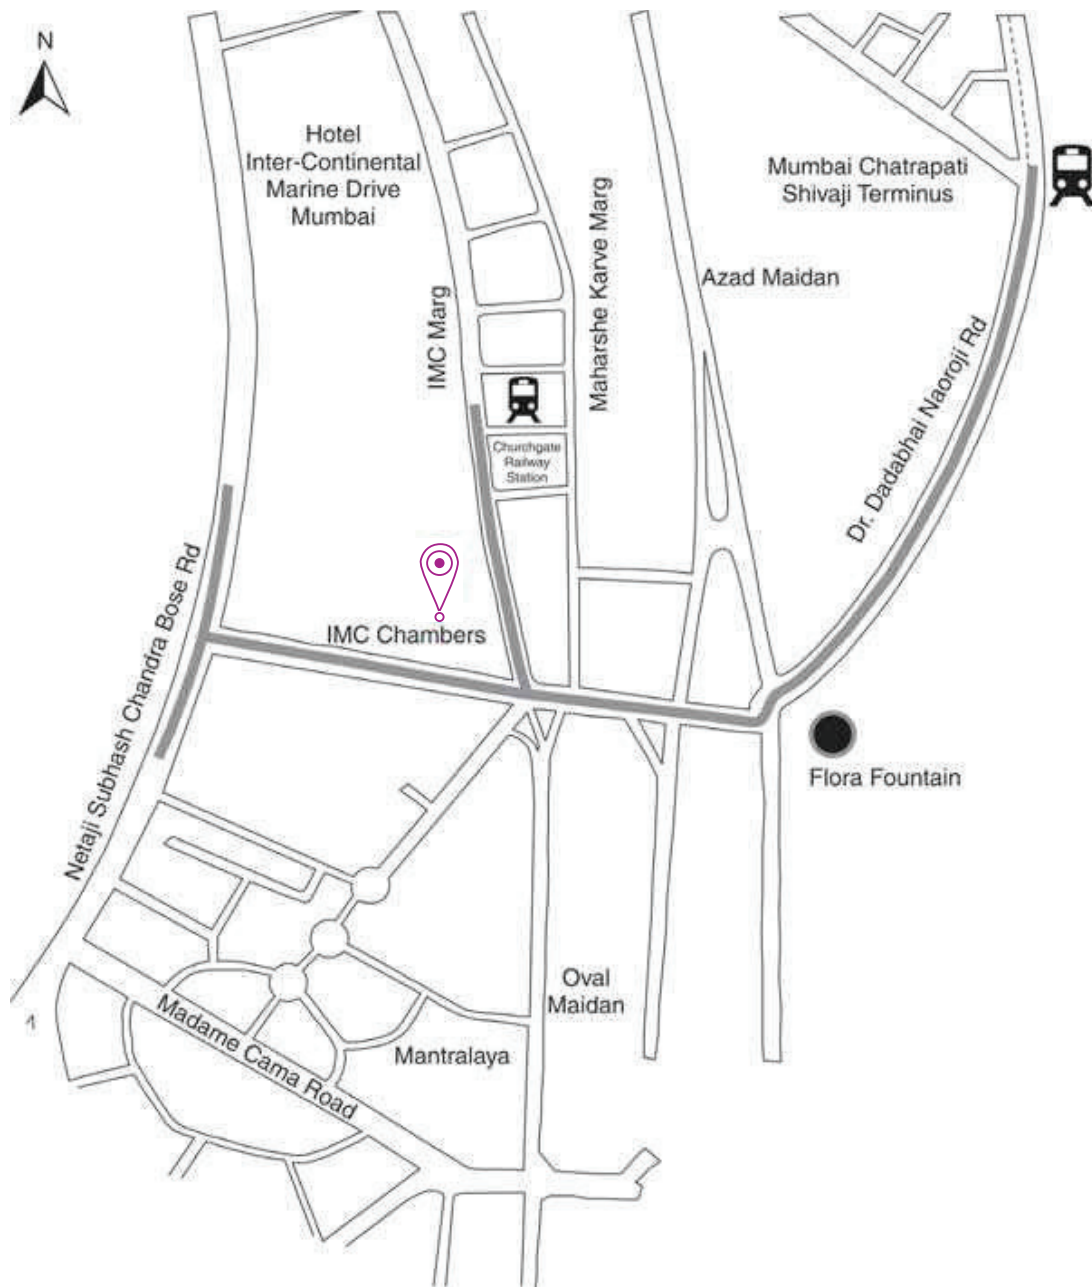 N
Hotel
Inter-Continental
Marine Drive
Mumbai
Mumbai Chatrapati
Shivaji Terminus
IMC Marg
Maharshe Karve Marg
Azad Maidan
Dr. Dadabhai Naoroji Rd
Churchgate
Railway
Station
Netaji Subhash Chandra Bose Rd
IMC Chambers
Flora Fountain
Oval
Maidan
Madame Cama Road
Mantralaya